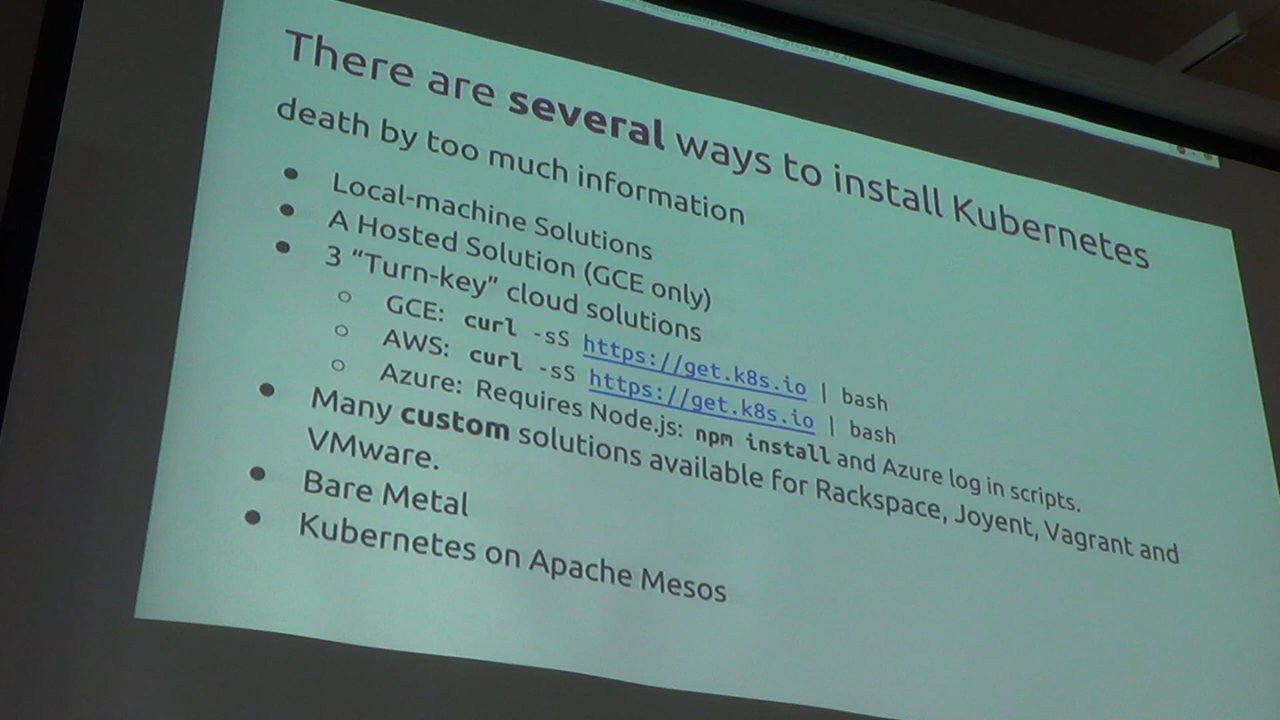 There are several ways to install Kubernetes
death by too much information
● Local-machine Solutions
● A Hosted Solution (GCE only)
● 3 “Turn-key” cloud solutions
○ GCE: curl -sS https://get.k8s.io | bash
○ AWS: curl -sS https://get.k8s.io | bash
○ Azure: Requires Node.js: npm install and Azure log in scripts.
● Many custom solutions available for Rackspace, Joyent, Vagrant and
VMware.
● Bare Metal
● Kubernetes on Apache Mesos